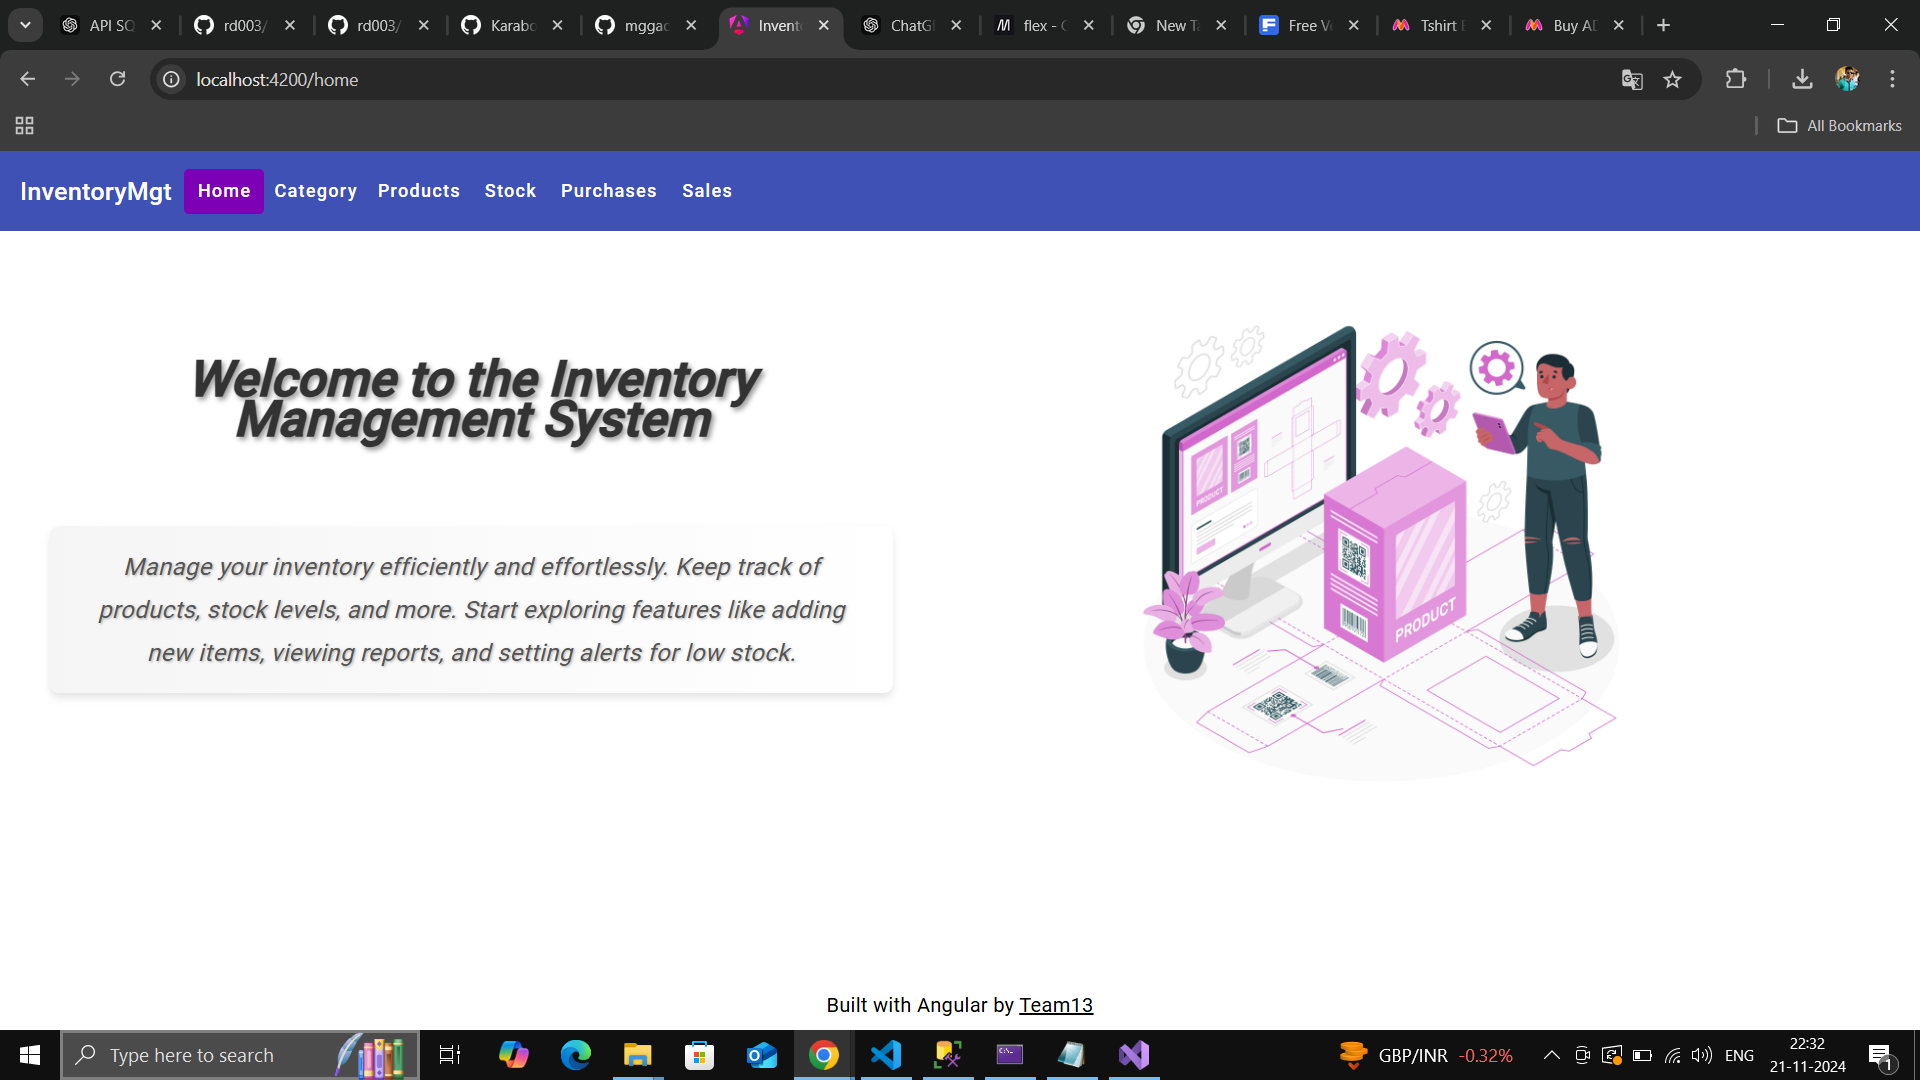 API SQ
rd003/
rd003/
Karabo
mggac
Invent
ChatG
flex - C
New Ta
Free Ve
Tshirt
Buy AD
localhost:4200/home
All Bookmarks
InventoryMgt Home Category Products Stock Purchases Sales
Welcome to the Inventory
Management System
Manage your inventory efficiently and effortlessly. Keep track of
products, stock levels, and more. Start exploring features like adding
new items, viewing reports, and setting alerts for low stock.
PRODUCT
PRODUCT
Built with Angular by Team13
Type here to search
GBP/INR -0.32%
ENG
22:32
21-11-2024
1